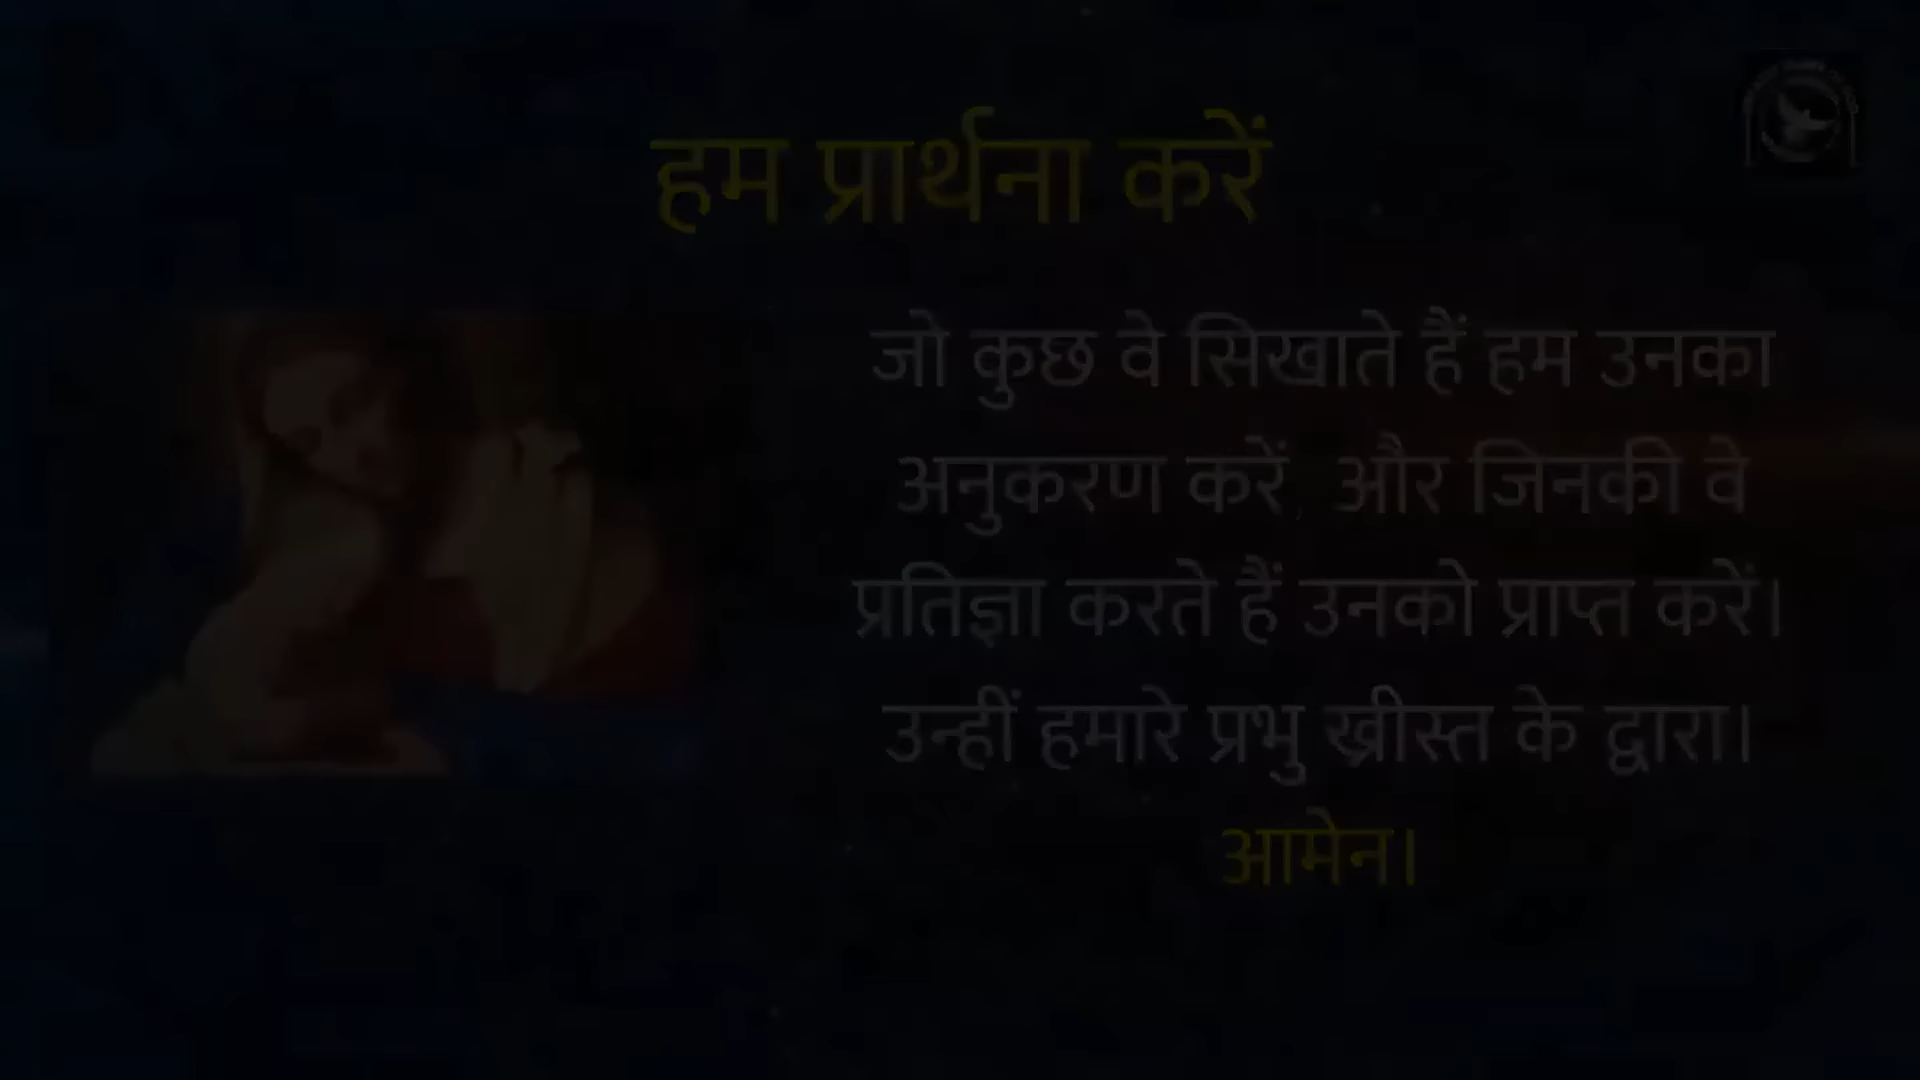 हम प्रार्थना करें
जो कुछ वे सिखाते हैं हम उनका
अनुकरण करें, और जिनकी वे
प्रतिज्ञा करते हैं उनको प्राप्त करें।
उन्हीं हमारे प्रभु ख्रीस्त के द्वारा।
आमेन।